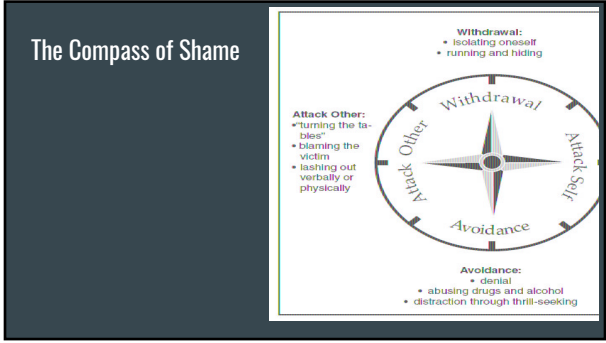 The Compass of Shame
Withdrawal:
• isolating oneself
• running and hiding
Attack Other:
•"turning the ta-
bles"
• blaming the
victim
• lashing out
verbally or
physically
Withdrawal
Attack Other
Attack Self
Avoidance
Avoidance:
• denial
• abusing drugs and alcohol
• distraction through thrill-seeking